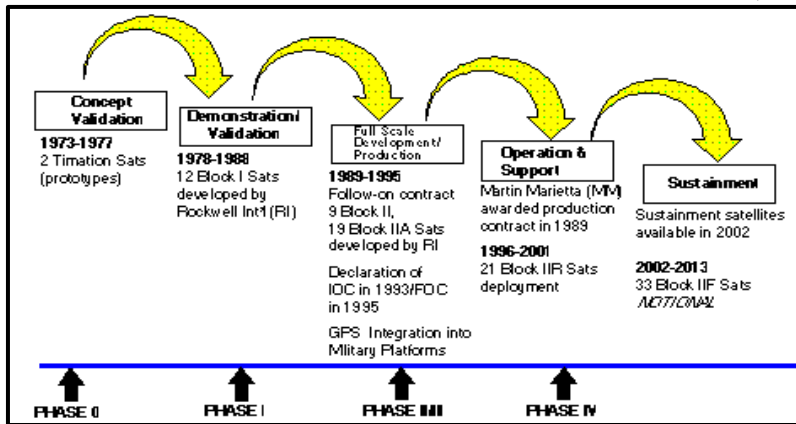 Concept
Validation
1973-1977
2 Timation Sats
(prototypes)
Demonstration/
Validation
1978-1988
12 Block I Sats
developed by
Rockwell Int'l (RI)
Full Scale
Development/
Production
1989-1995
Follow-on contract
9 Block II,
19 Block IIA Sats
developed by RI
Declaration of
IOC in 1993/FOC
in 1995
GPS Integration into
Military Platforms
Operation &
Support
Martin Marietta (MM)
awarded production
contract in 1989
1996-2001
21 Block IIR Sats
deployment
Sustainment
Sustainment satellites
available in 2002
2002-2013
33 Block IIF Sats
NOTIONAL
PHASE 0
PHASE I
PHASE II/III
PHASE IV